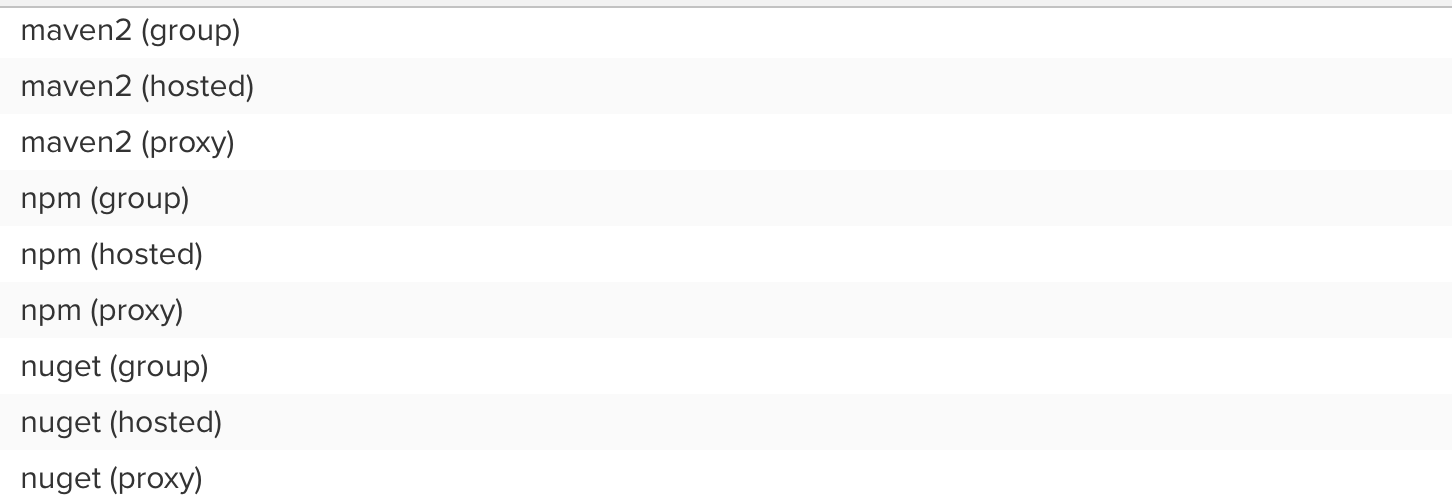 maven2 (group)
maven2 (hosted)
maven2 (proxy)
npm (group)
npm (hosted)
npm (proxy)
nuget (group)
nuget (hosted)
nuget (proxy)